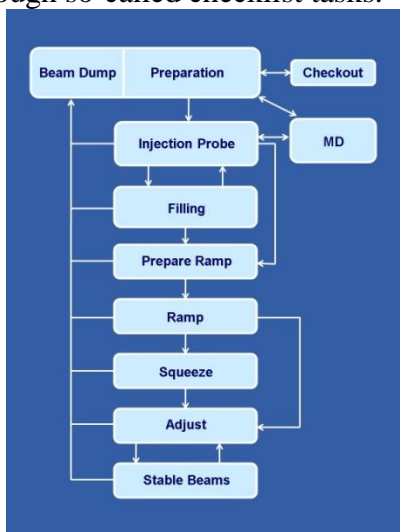 ough so-called checklist tasks.
Beam Dump
Preparation
Checkout
Injection Probe
MD
Filling
Prepare Ramp
Ramp
Squeeze
Adjust
Stable Beams